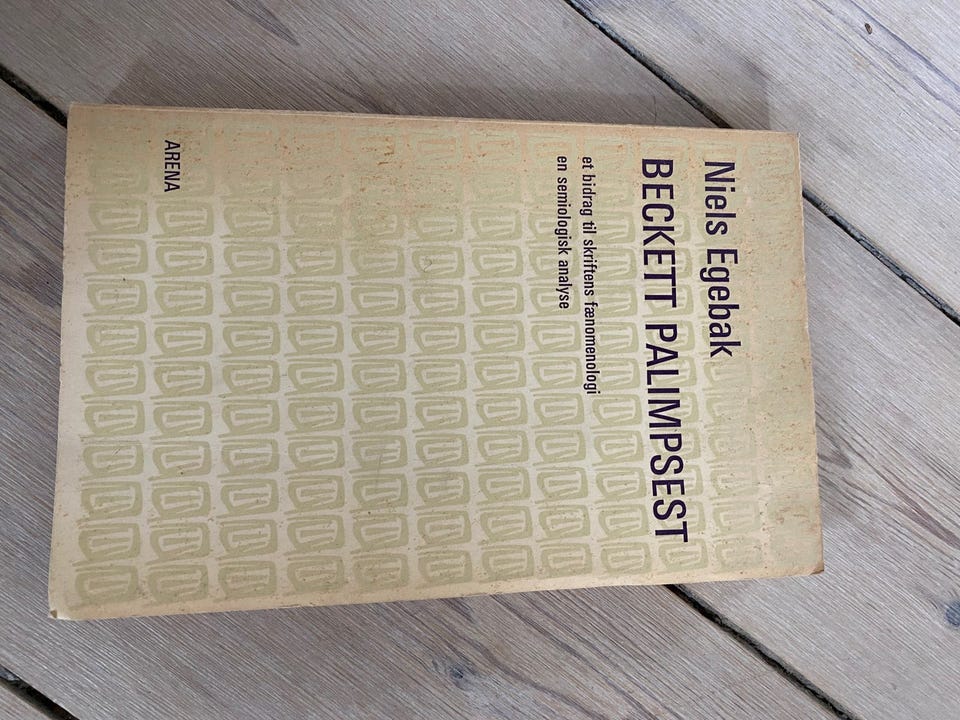 Niels Egebak
BECKETT PALIMPSEST
et bidrag til skriftens fænomenologi
en semiologisk analyse
ARENA